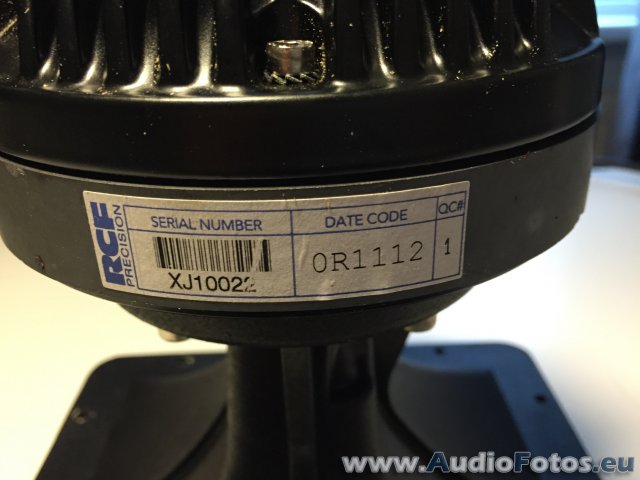 RCF
PRECISION
SERIAL NUMBER
XJ10022
DATE CODE
0R1112
QC#
1
www.AudioFotos.eu